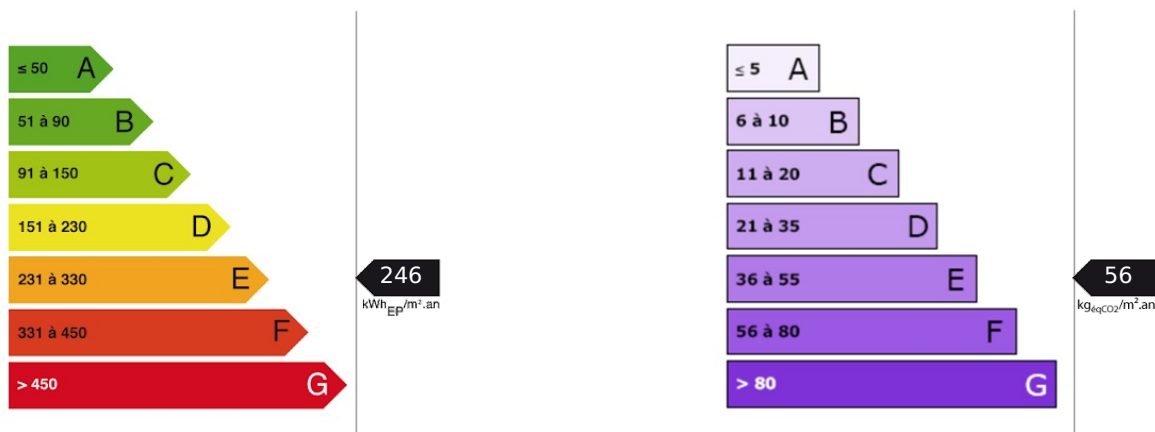 ≤ 50 A
51 à 90 B
91 à 150 C
151 à 230 D
231 à 330 E
331 à 450 F
> 450 G
246
kWhEP/m².an
≤ 5 A
6 à 10 B
11 à 20 C
21 à 35 D
36 à 55 E
56 à 80 F
> 80 G
56
kgéqCO2/m².an